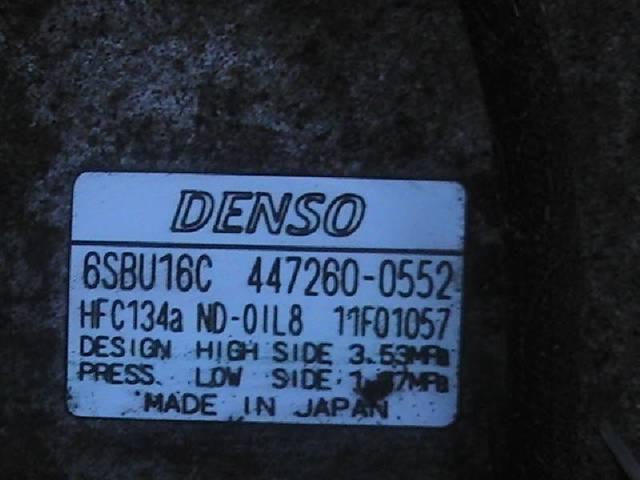 DENSO
6SBU16C 447260-0552
HFC134a ND-OIL8 11F01057
DESIGN HIGH SIDE 3.53MPa
PRESS. LOW SIDE
MADE IN JAPAN